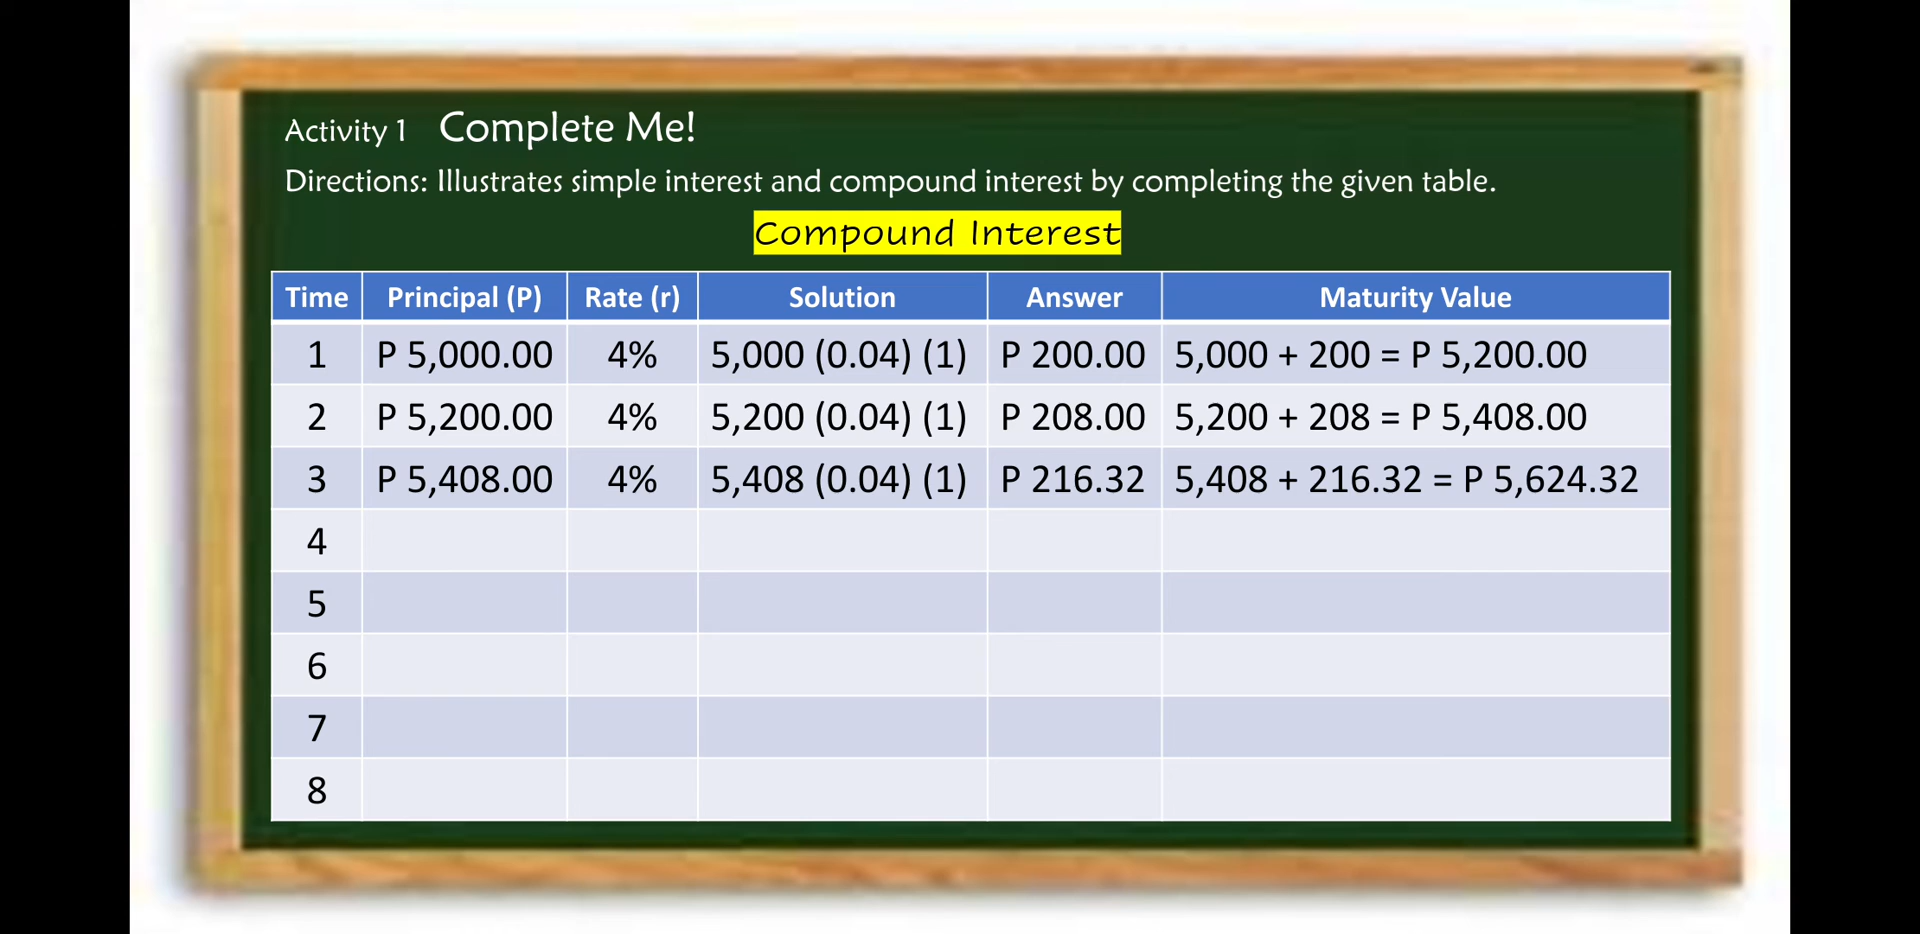 Activity 1 Complete Me!
Directions: Illustrates simple interest and compound interest by completing the given table.
Compound Interest
Time Principal (P) Rate (r) Solution Answer Maturity Value
1 P 5,000.00 4% 5,000 (0.04) (1) P 200.00 5,000 + 200 = P 5,200.00
2 P 5,200.00 4% 5,200 (0.04) (1) P 208.00 5,200 + 208 = P 5,408.00
3 P 5,408.00 4% 5,408 (0.04) (1) P 216.32 5,408 + 216.32 = P 5,624.32
4
5
6
7
8